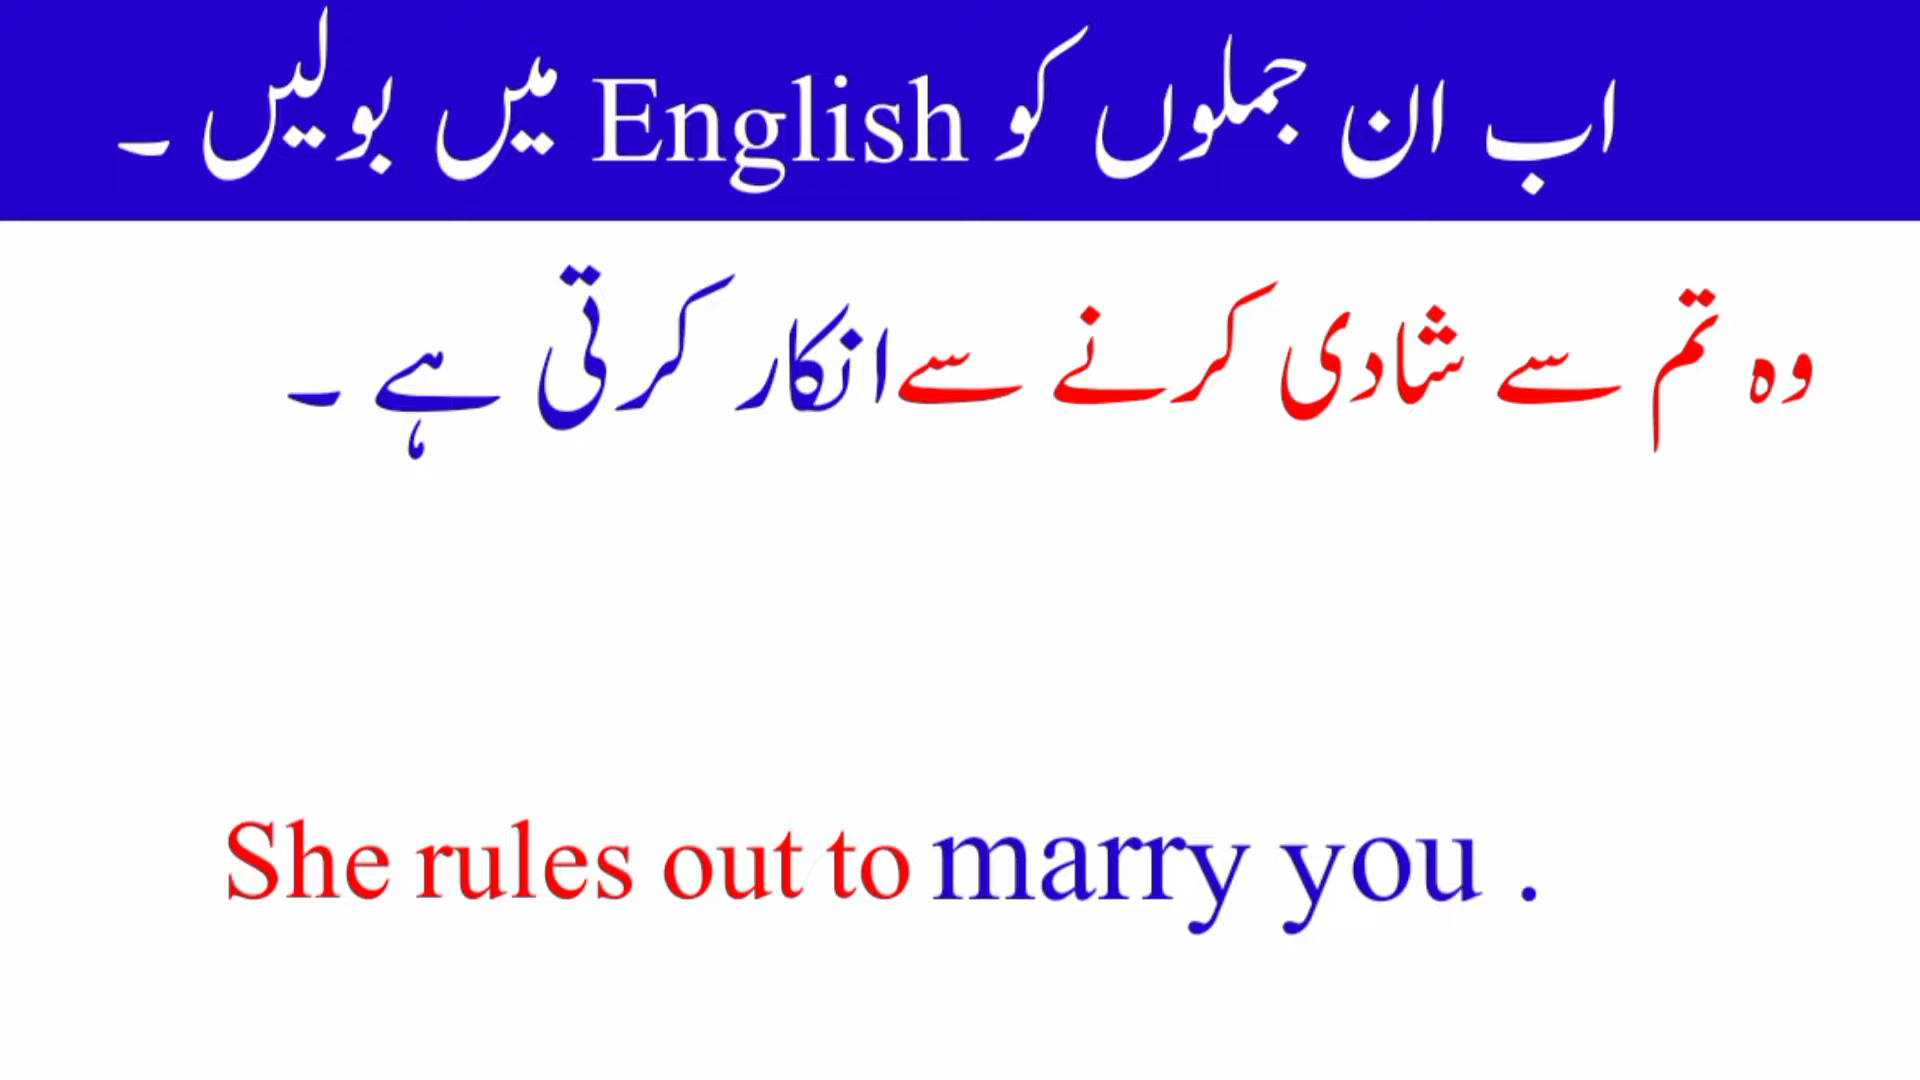 اب ان جملوں کو English میں بولیں ۔
وہ تم سے شادی کرنے سے انکار کرتی ہے ۔
She rules out to marry you .